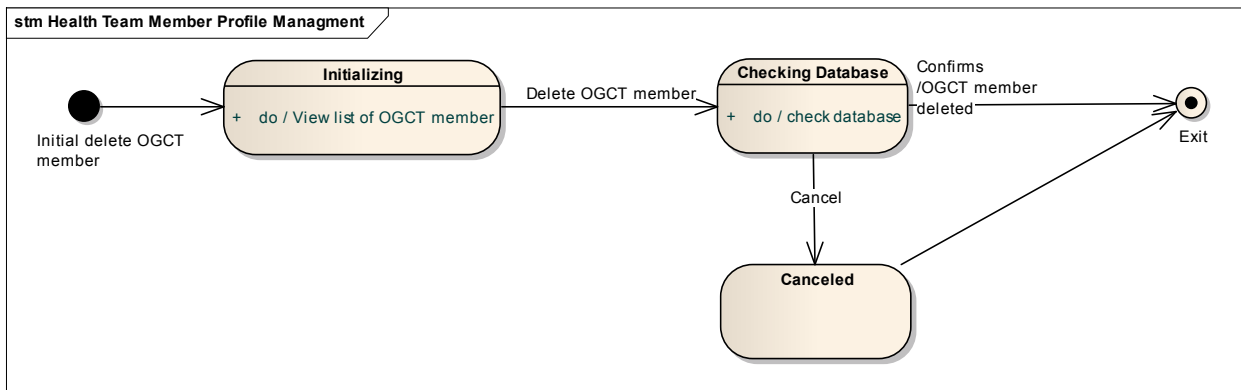 stm Health Team Member Profile Managment
Initial delete OGCT
member
Initializing
+ do / View list of OGCT member
Delete OGCT member
Checking Database
+ do / check database
Confirms
/OGCT member
deleted
Exit
Cancel
Canceled